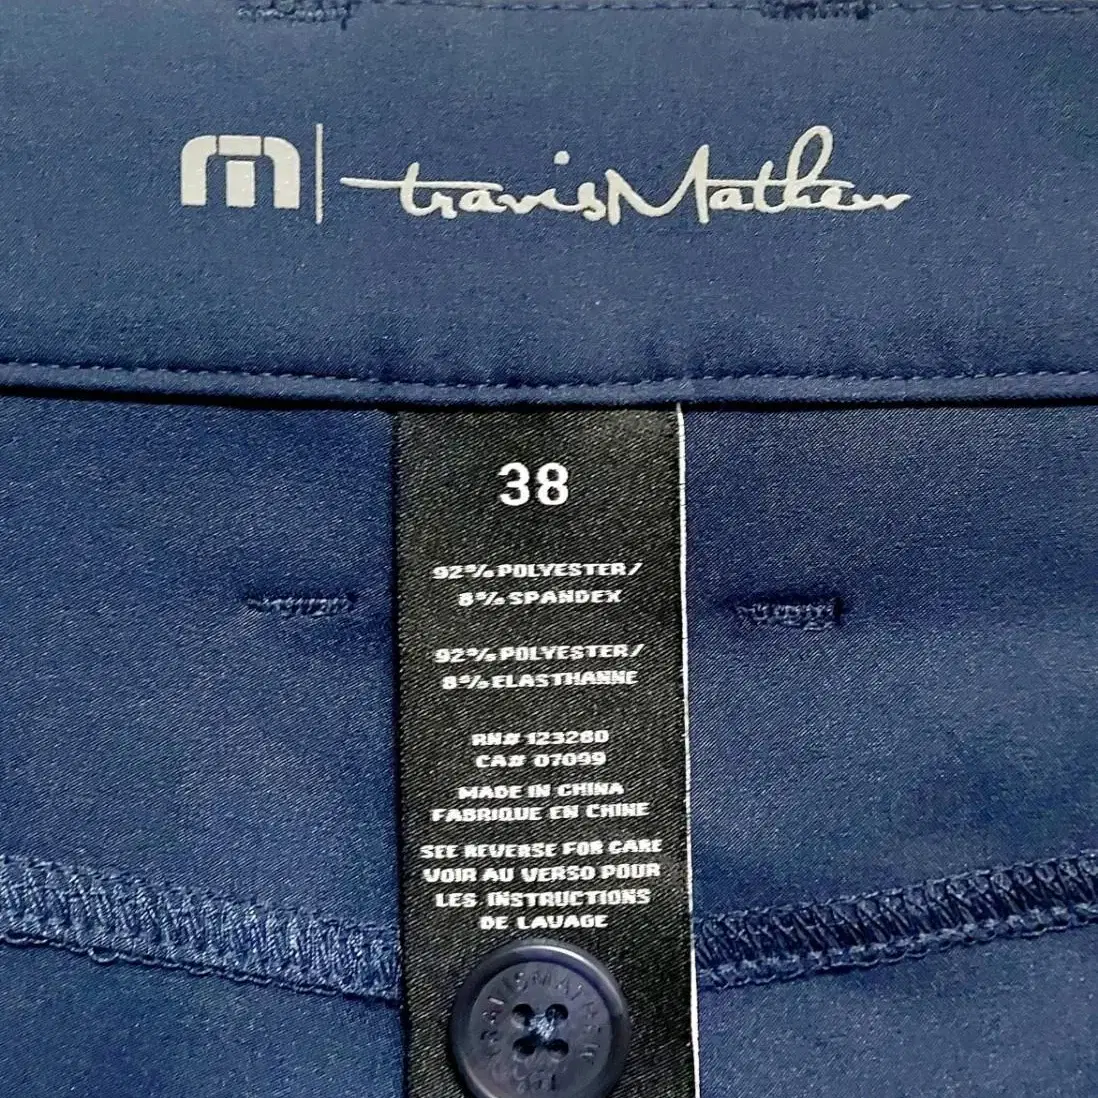 travisMathew
38
92% POLYESTER/
8% SPANDEX
92% POLYESTER/
8% ELASTHANNE
RN# 123280
CA# 07099
MADE IN CHINA
FABRIQUE EN CHINE
SEE REVERSE FOR CARE
VOIR AU VERSO POUR
LES INSTRUCTIONS
DE LAVAGE
TRAVISMATHEW